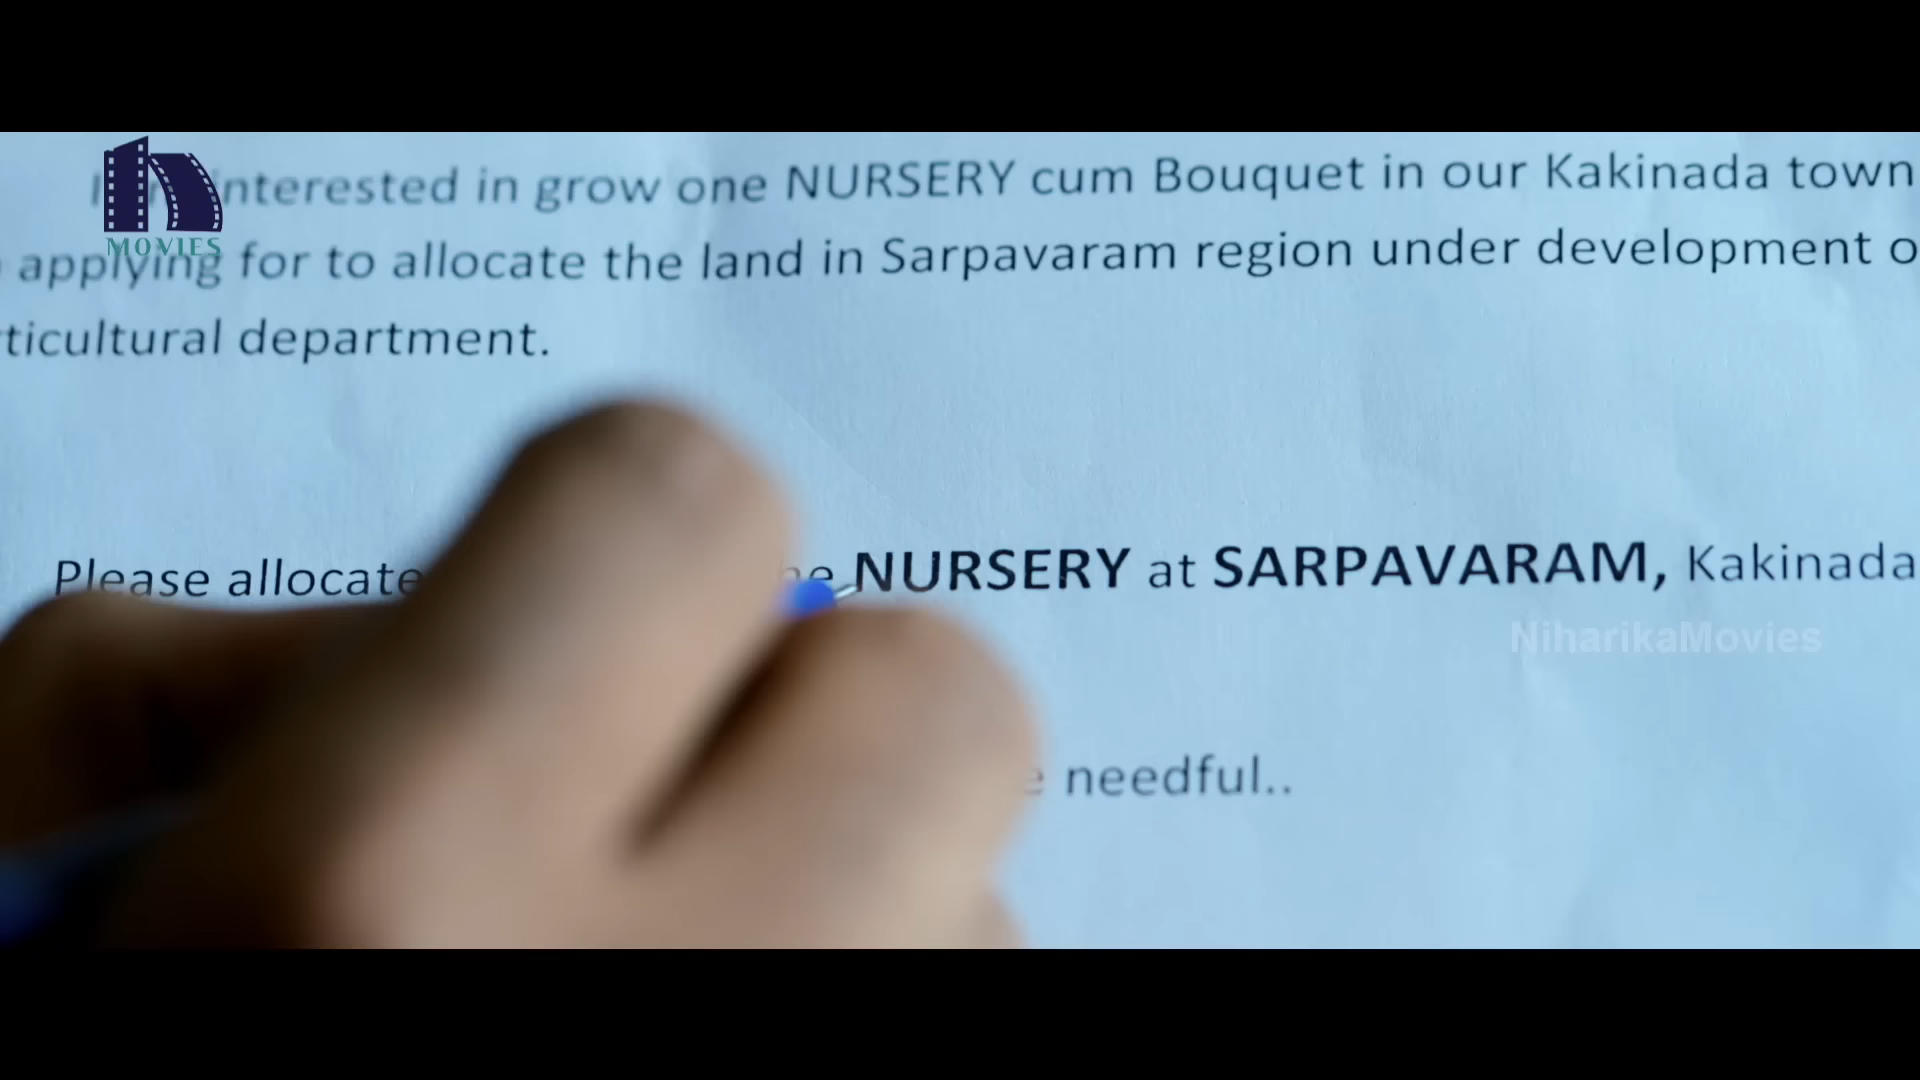 interested in grow one NURSERY cum Bouquet in our Kakinada town
applying for to allocate the land in Sarpavaram region under development
ticultural department.
Please allocate NURSERY at SARPAVARAM, Kakinada
needful..
MOVIES
NiharikaMovies